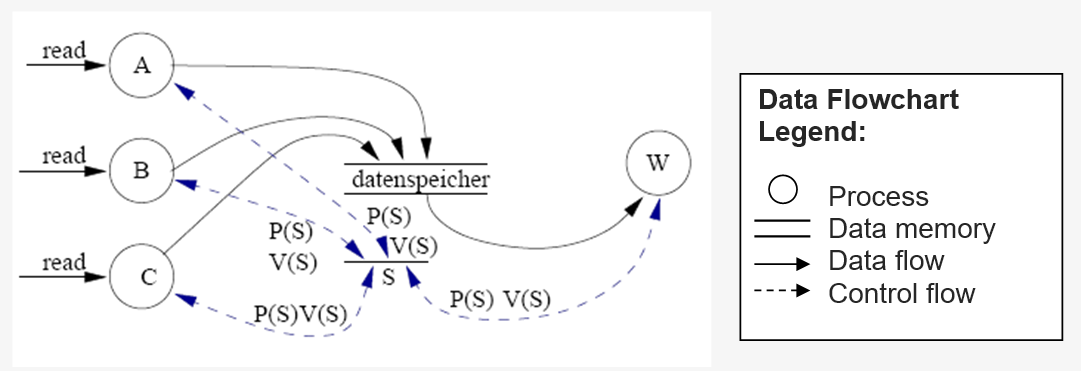 read
A
read
B
read
C
datenspeicher
W
P(S)
V(S)
P(S)
V(S)
S
P(S)V(S)
P(S) V(S)
Data Flowchart
Legend:
Process
Data memory
Data flow
Control flow